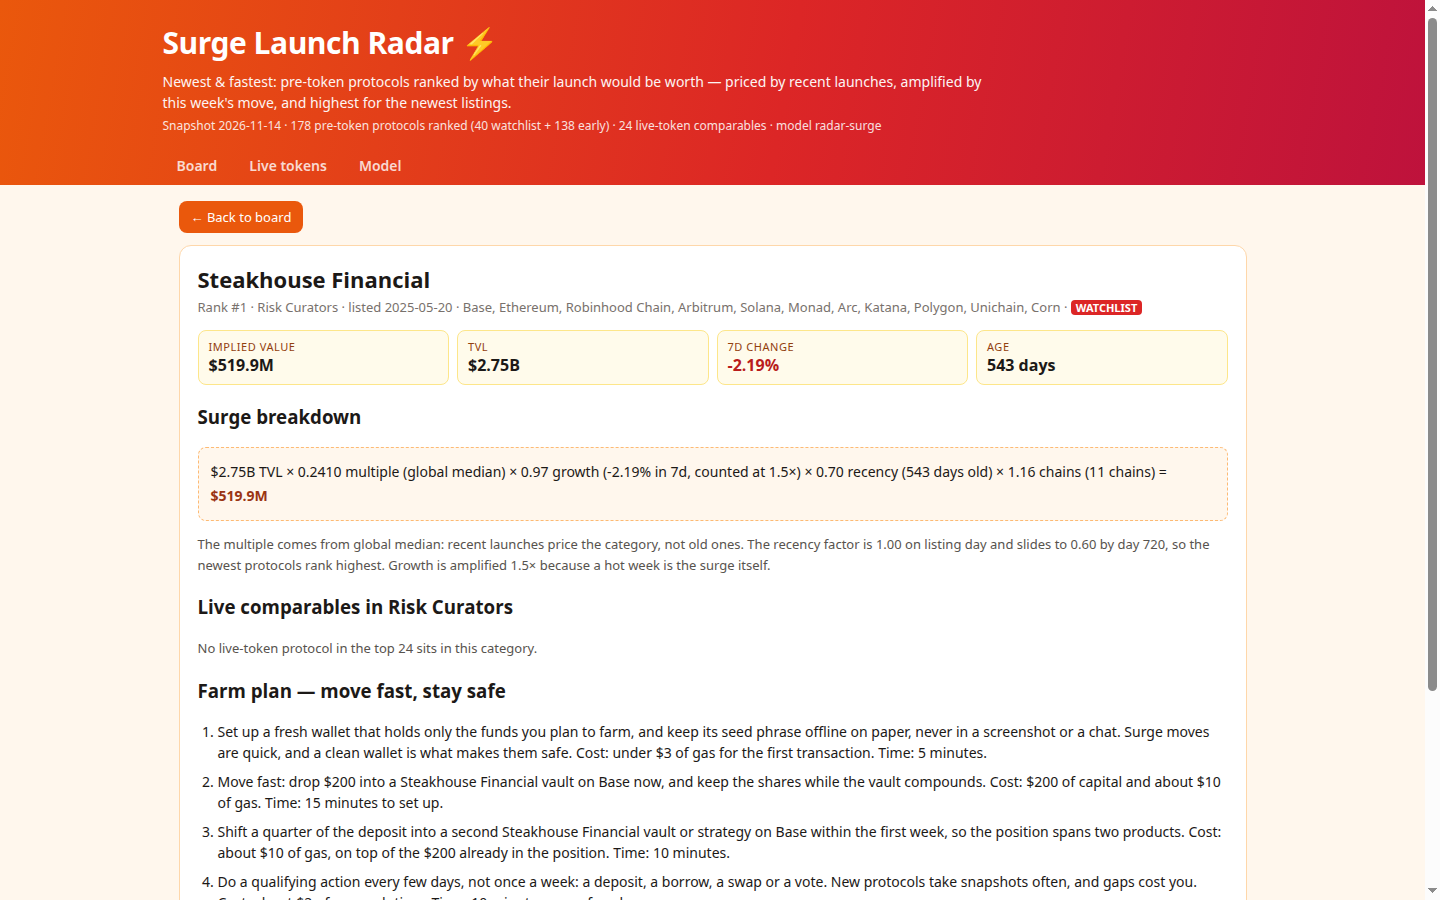 Surge Launch Radar ⚡
Newest & fastest: pre-token protocols ranked by what their launch would be worth — priced by recent launches, amplified by
this week's move, and highest for the newest listings.
Snapshot 2026-11-14 · 178 pre-token protocols ranked (40 watchlist + 138 early) · 24 live-token comparables · model radar-surge
Board Live tokens Model
← Back to board
Steakhouse Financial
Rank #1 · Risk Curators · listed 2025-05-20 · Base, Ethereum, Robinhood Chain, Arbitrum, Solana, Monad, Arc, Katana, Polygon, Unichain, Corn · WATCHLIST
IMPLIED VALUE
$519.9M
TVL
$2.75B
7D CHANGE
-2.19%
AGE
543 days
Surge breakdown
$2.75B TVL × 0.2410 multiple (global median) × 0.97 growth (-2.19% in 7d, counted at 1.5×) × 0.70 recency (543 days old) × 1.16 chains (11 chains) =
$519.9M
The multiple comes from global median: recent launches price the category, not old ones. The recency factor is 1.00 on listing day and slides to 0.60 by day 720, so the
newest protocols rank highest. Growth is amplified 1.5× because a hot week is the surge itself.
Live comparables in Risk Curators
No live-token protocol in the top 24 sits in this category.
Farm plan — move fast, stay safe
1. Set up a fresh wallet that holds only the funds you plan to farm, and keep its seed phrase offline on paper, never in a screenshot or a chat. Surge moves
are quick, and a clean wallet is what makes them safe. Cost: under $3 of gas for the first transaction. Time: 5 minutes.
2. Move fast: drop $200 into a Steakhouse Financial vault on Base now, and keep the shares while the vault compounds. Cost: $200 of capital and about $10
of gas. Time: 15 minutes to set up.
3. Shift a quarter of the deposit into a second Steakhouse Financial vault or strategy on Base within the first week, so the position spans two products. Cost:
about $10 of gas, on top of the $200 already in the position. Time: 10 minutes.
4. Do a qualifying action every few days, not once a week: a deposit, a borrow, a swap or a vote. New protocols take snapshots often, and gaps cost you.